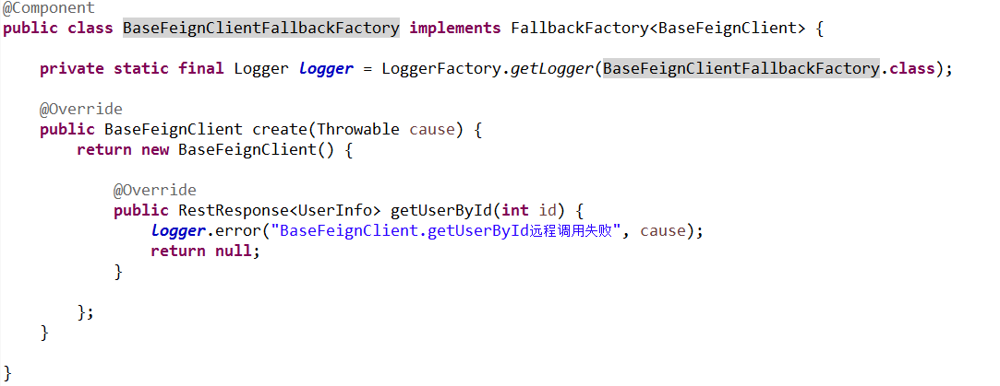 @Component
public class BaseFeignClientFallbackFactory implements FallbackFactory<BaseFeignClient> {
private static final Logger logger = LoggerFactory.getLogger(BaseFeignClientFallbackFactory.class);
@Override
public BaseFeignClient create(Throwable cause) {
return new BaseFeignClient() {
@Override
public RestResponse<UserInfo> getUserById(int id) {
logger.error("BaseFeignClient.getUserById远程调用失败", cause);
return null;
}
};
}
}